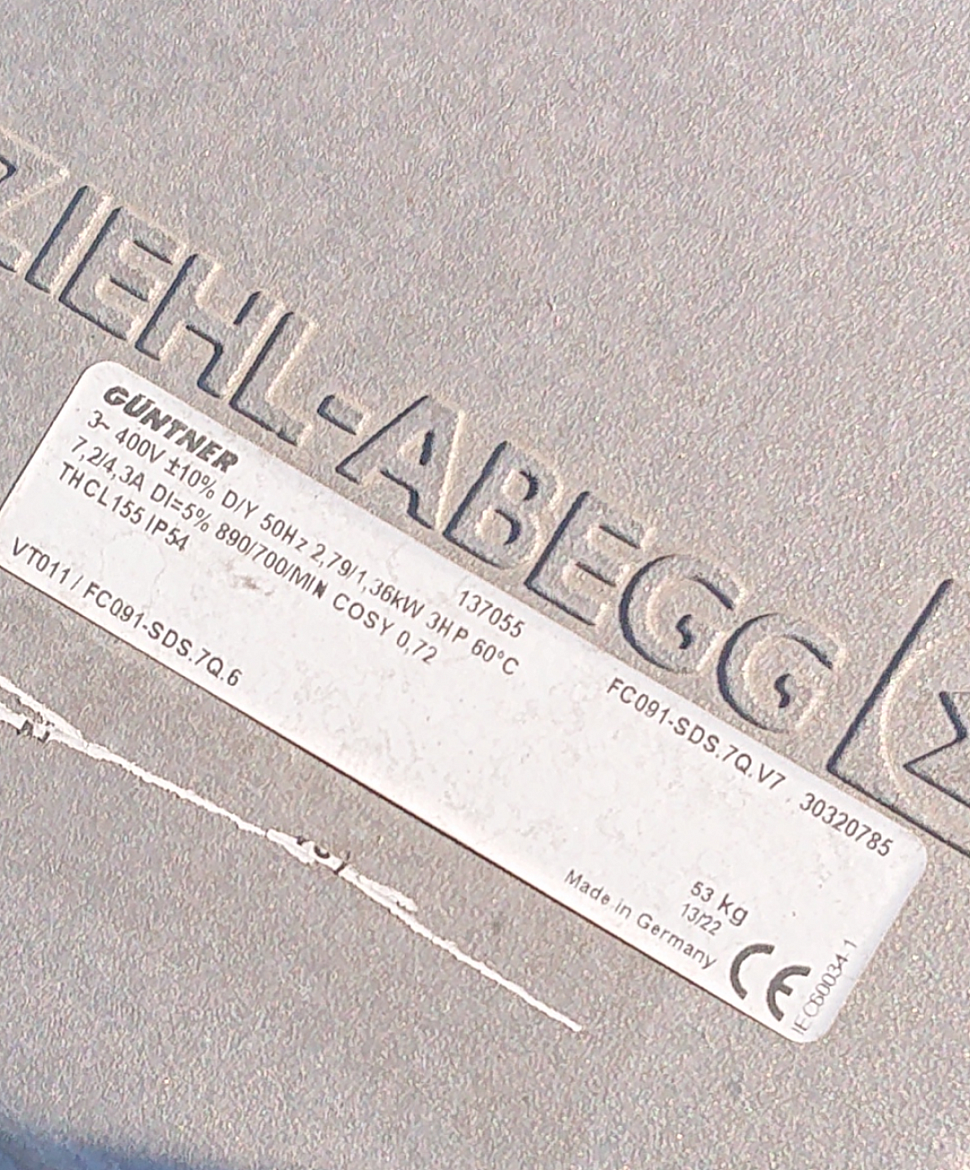 ZIEHL-ABEGG
GÜNTNER 137055 FC091-SDS.7Q.V7 30320785
3~ 400V ±10% D/Y 50Hz 2,79/1,36kW 3HP 60°C
7,2/4,3A DI=5% 890/700/MIN COSY 0,72
THCL155 IP54
53 kg
13/22
VT011 / FC091-SDS.7Q.6 Made in Germany CE
IEC60034-1